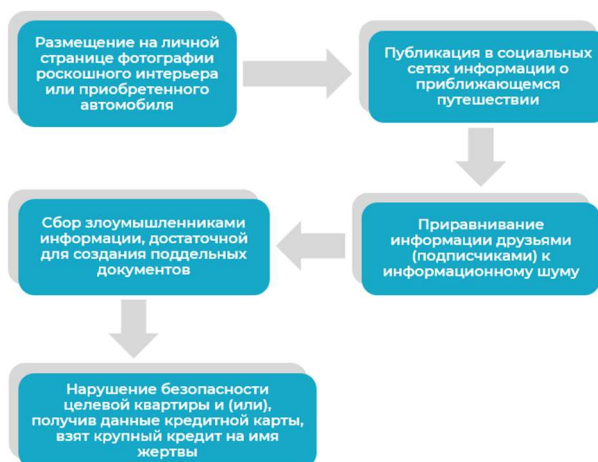 Размещение на личной
странице фотографии
роскошного интерьера
или приобретенного
автомобиля
Публикация в социальных
сетях информации о
приближающемся
путешествии
Приравнивание
информации друзьями
(подписчиками) к
информационному шуму
Сбор злоумышленниками
информации, достаточной
для создания поддельных
документов
Нарушение безопасности
целевой квартиры и (или),
получив данные кредитной карты,
взят крупный кредит на имя
жертвы